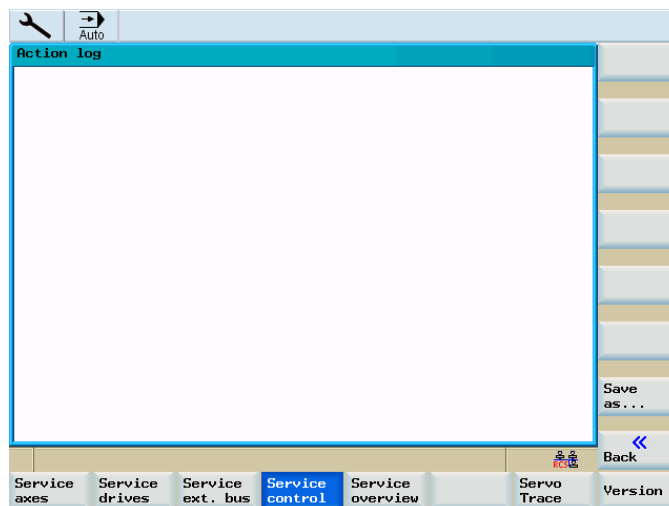 Auto
Action log
Save
as...
Back
RCS
Service
axes
Service
drives
Service
ext. bus
Service
control
Service
overview
Servo
Trace
Version